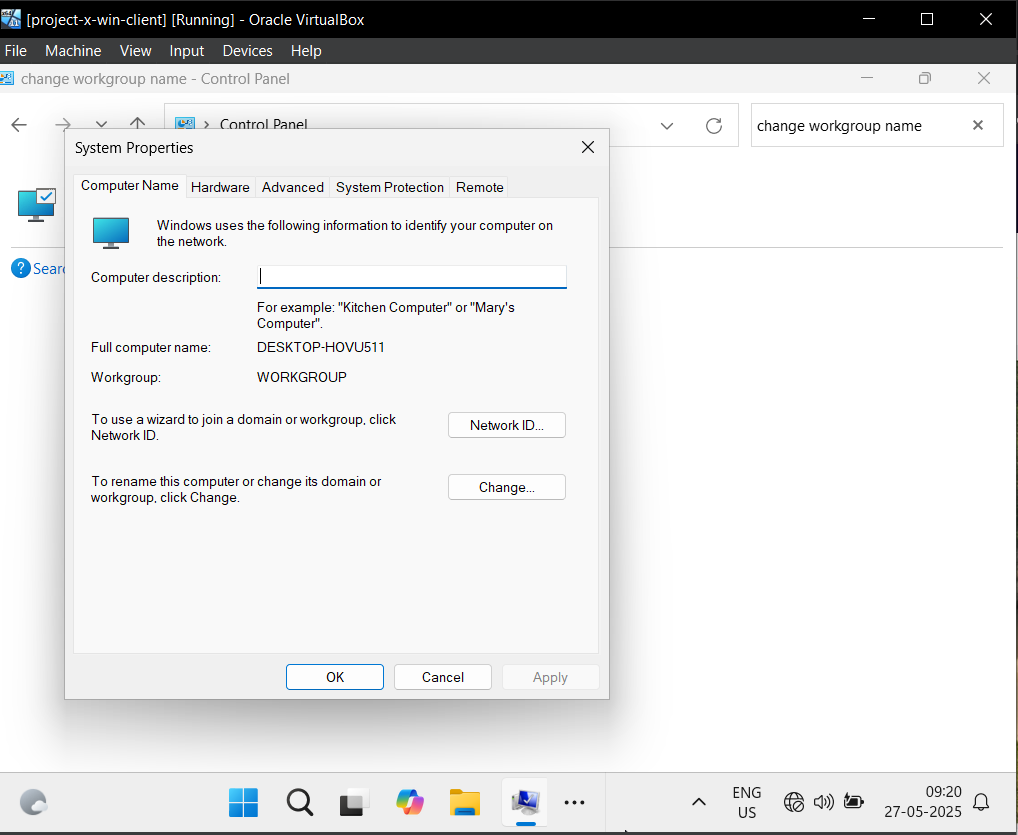 [project-x-win-client] [Running] - Oracle VirtualBox
File Machine View Input Devices Help
change workgroup name - Control Panel
Control Panel
change workgroup name
System Properties
Computer Name Hardware Advanced System Protection Remote
Windows uses the following information to identify your computer on
the network.
Computer description:
For example: "Kitchen Computer" or "Mary's
Computer".
Full computer name: DESKTOP-HOVU511
Workgroup: WORKGROUP
To use a wizard to join a domain or workgroup, click
Network ID.
Network ID...
To rename this computer or change its domain or
workgroup, click Change.
Change...
OK Cancel Apply
ENG
US
09:20
27-05-2025